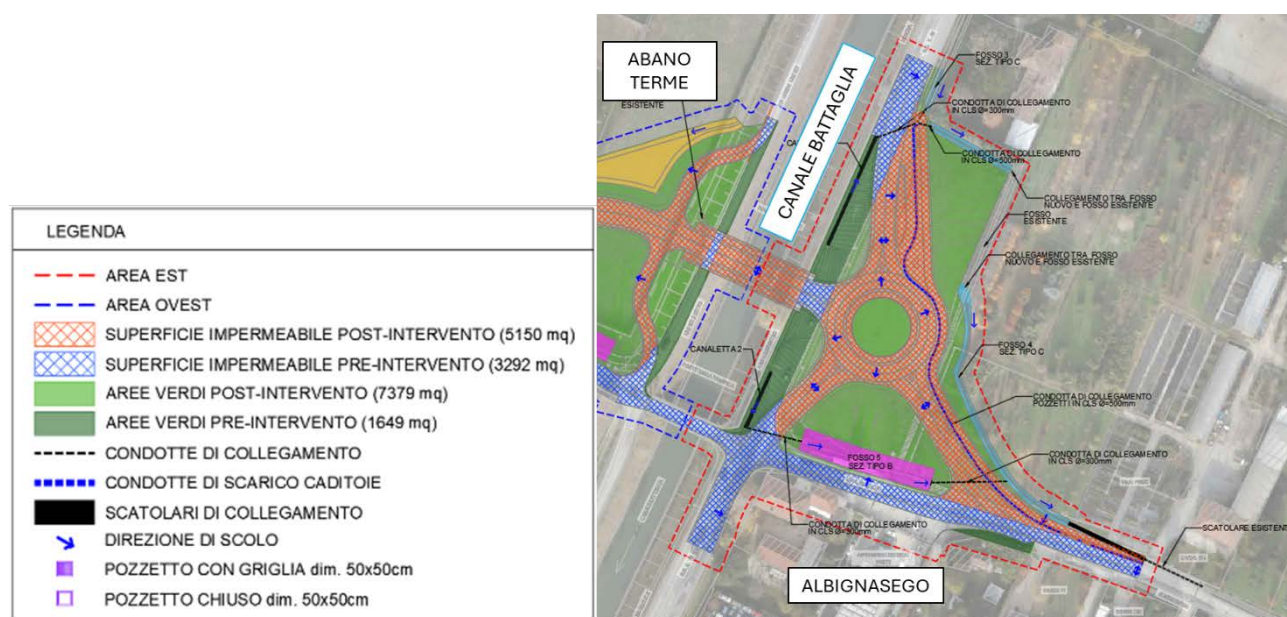 LEGENDA
AREA EST
AREA OVEST
SUPERFICIE IMPERMEABILE POST-INTERVENTO (5150 mq)
SUPERFICIE IMPERMEABILE PRE-INTERVENTO (3292 mq)
AREE VERDI POST-INTERVENTO (7379 mq)
AREE VERDI PRE-INTERVENTO (1649 mq)
CONDOTTE DI COLLEGAMENTO
CONDOTTE DI SCARICO CADITOIE
SCATOLARI DI COLLEGAMENTO
DIREZIONE DI SCOLO
POZZETTO CON GRIGLIA dim. 50x50cm
POZZETTO CHIUSO dim. 50x50cm
ABANO
TERME
ESISTENTE
CANALE BATTAGLIA
FOSSO 3
SEZ. TIPO C
CONDOTTA DI COLLEGAMENTO
IN CLS Ø=300mm
CONDOTTA DI COLLEGAMENTO
IN CLS Ø=500mm
COLLEGAMENTO TRA FOSSO
NUOVO E FOSSO ESISTENTE
FOSSO
ESISTENTE
COLLEGAMENTO TRA FOSSO
NUOVO E FOSSO ESISTENTE
CANALETTA 2
FOSSO 4
SEZ. TIPO C
CONDOTTA DI COLLEGAMENTO
POZZETTI IN CLS Ø=500mm
FOSSO 5
SEZ. TIPO B
CONDOTTA DI COLLEGAMENTO
IN CLS Ø=300mm
CONDOTTA DI COLLEGAMENTO
IN CLS Ø=300mm
SCATOLARE ESISTENTE
ALBIGNASEGO